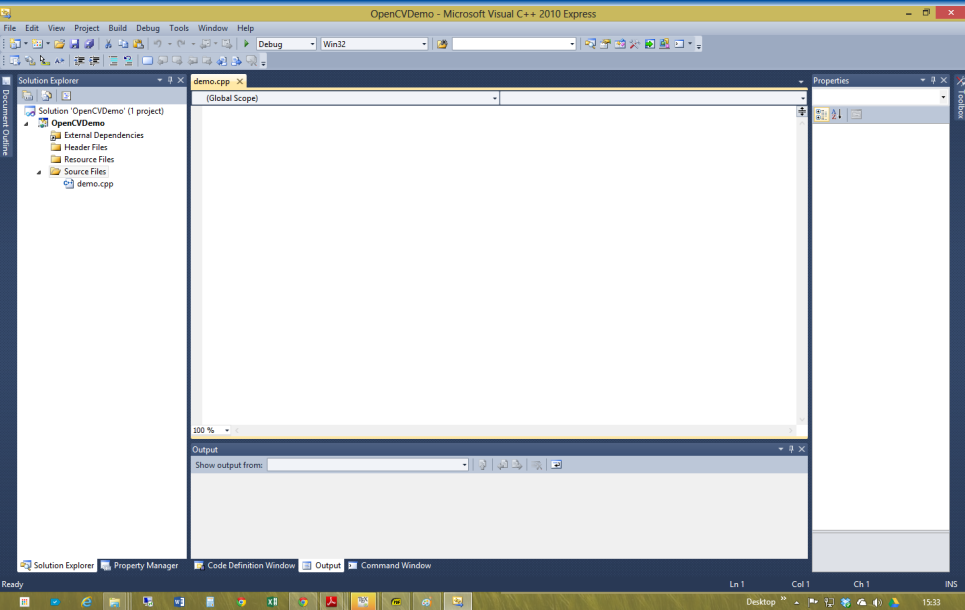 OpenCVDemo - Microsoft Visual C++ 2010 Express
File Edit View Project Build Debug Tools Window Help
Debug Win32
Solution Explorer
demo.cpp
Properties
Document Outline
Toolbox
(Global Scope)
Solution 'OpenCVDemo' (1 project)
OpenCVDemo
External Dependencies
Header Files
Resource Files
Source Files
demo.cpp
100 %
Output
Show output from:
Solution Explorer Property Manager
Code Definition Window Output Command Window
Ready Ln 1 Col 1 Ch 1 INS
Desktop 15:33